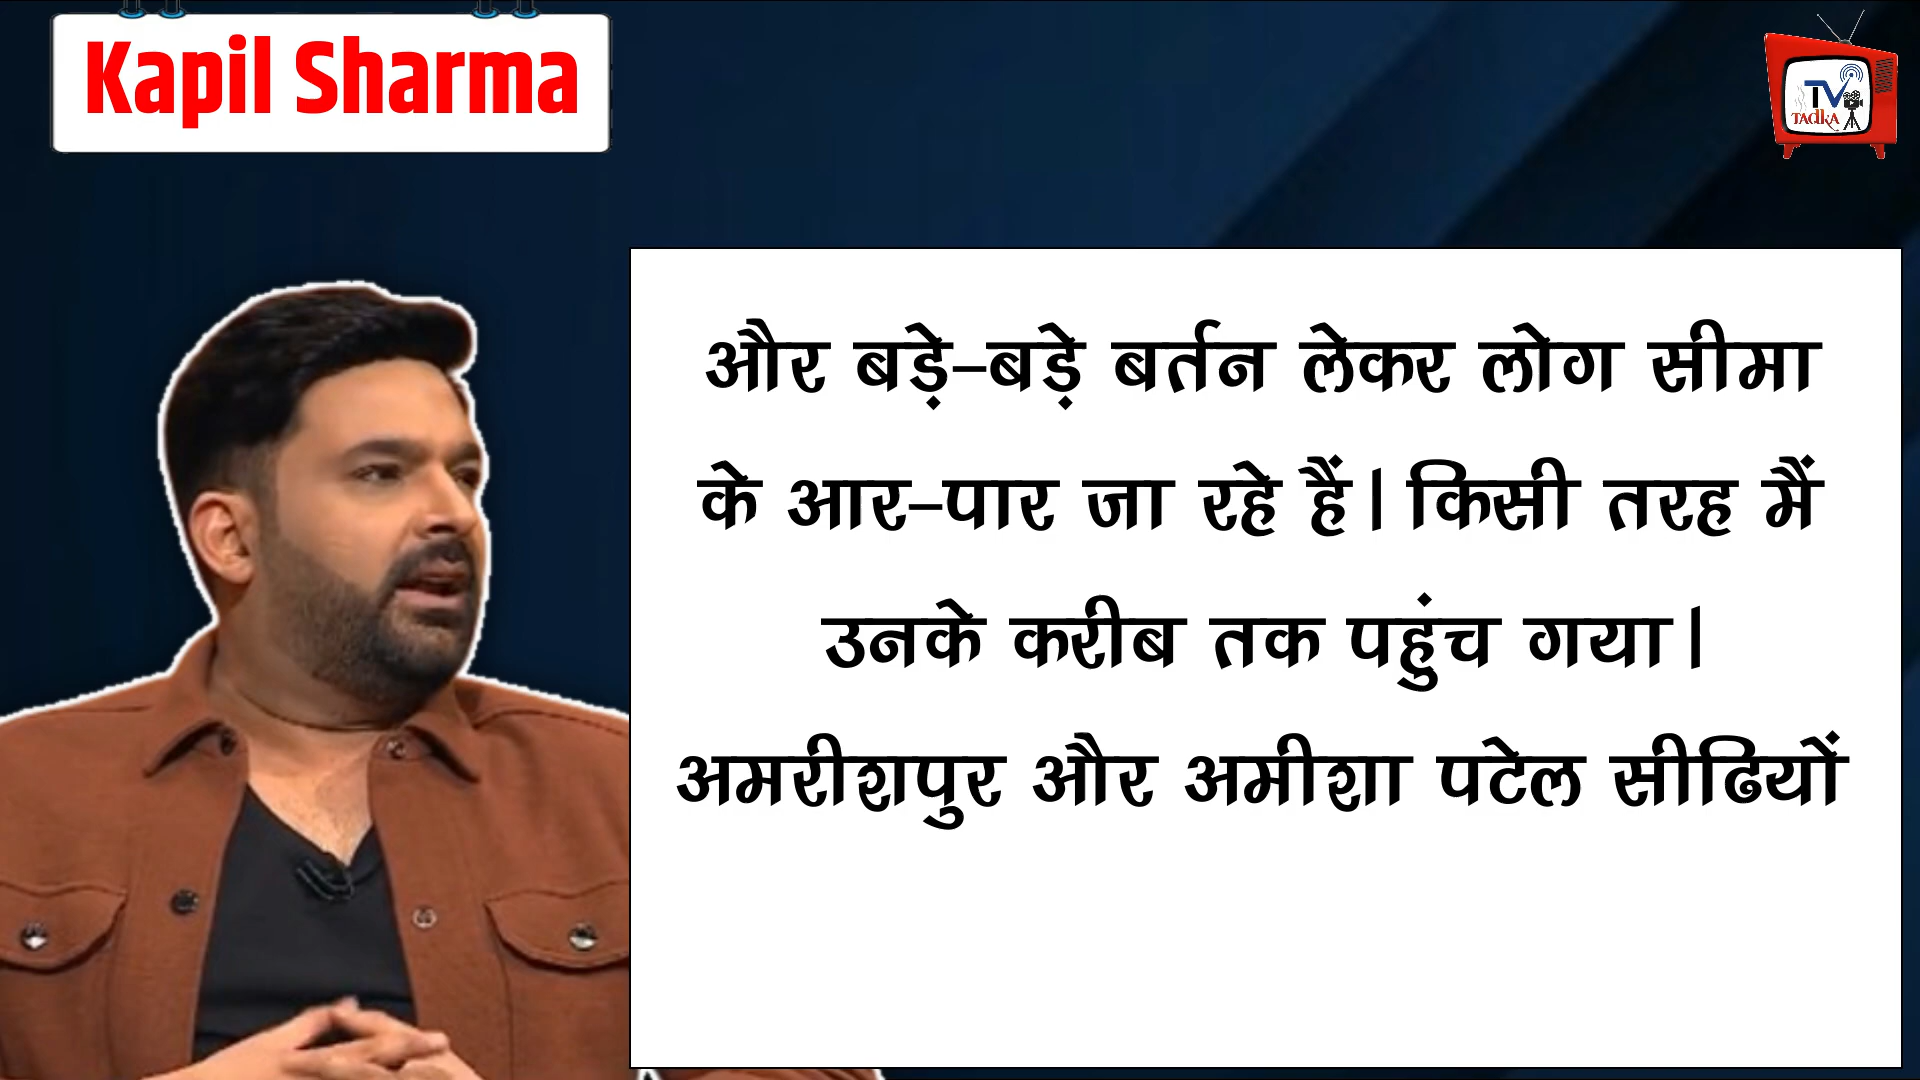 Kapil Sharma
TV
TADKA
और बड़े-बड़े बर्तन लेकर लोग सीमा
के आर-पार जा रहे हैं। किसी तरह मैं
उनके करीब तक पहुंच गया।
अमरीशपुर और अमीशा पटेल सीढियों